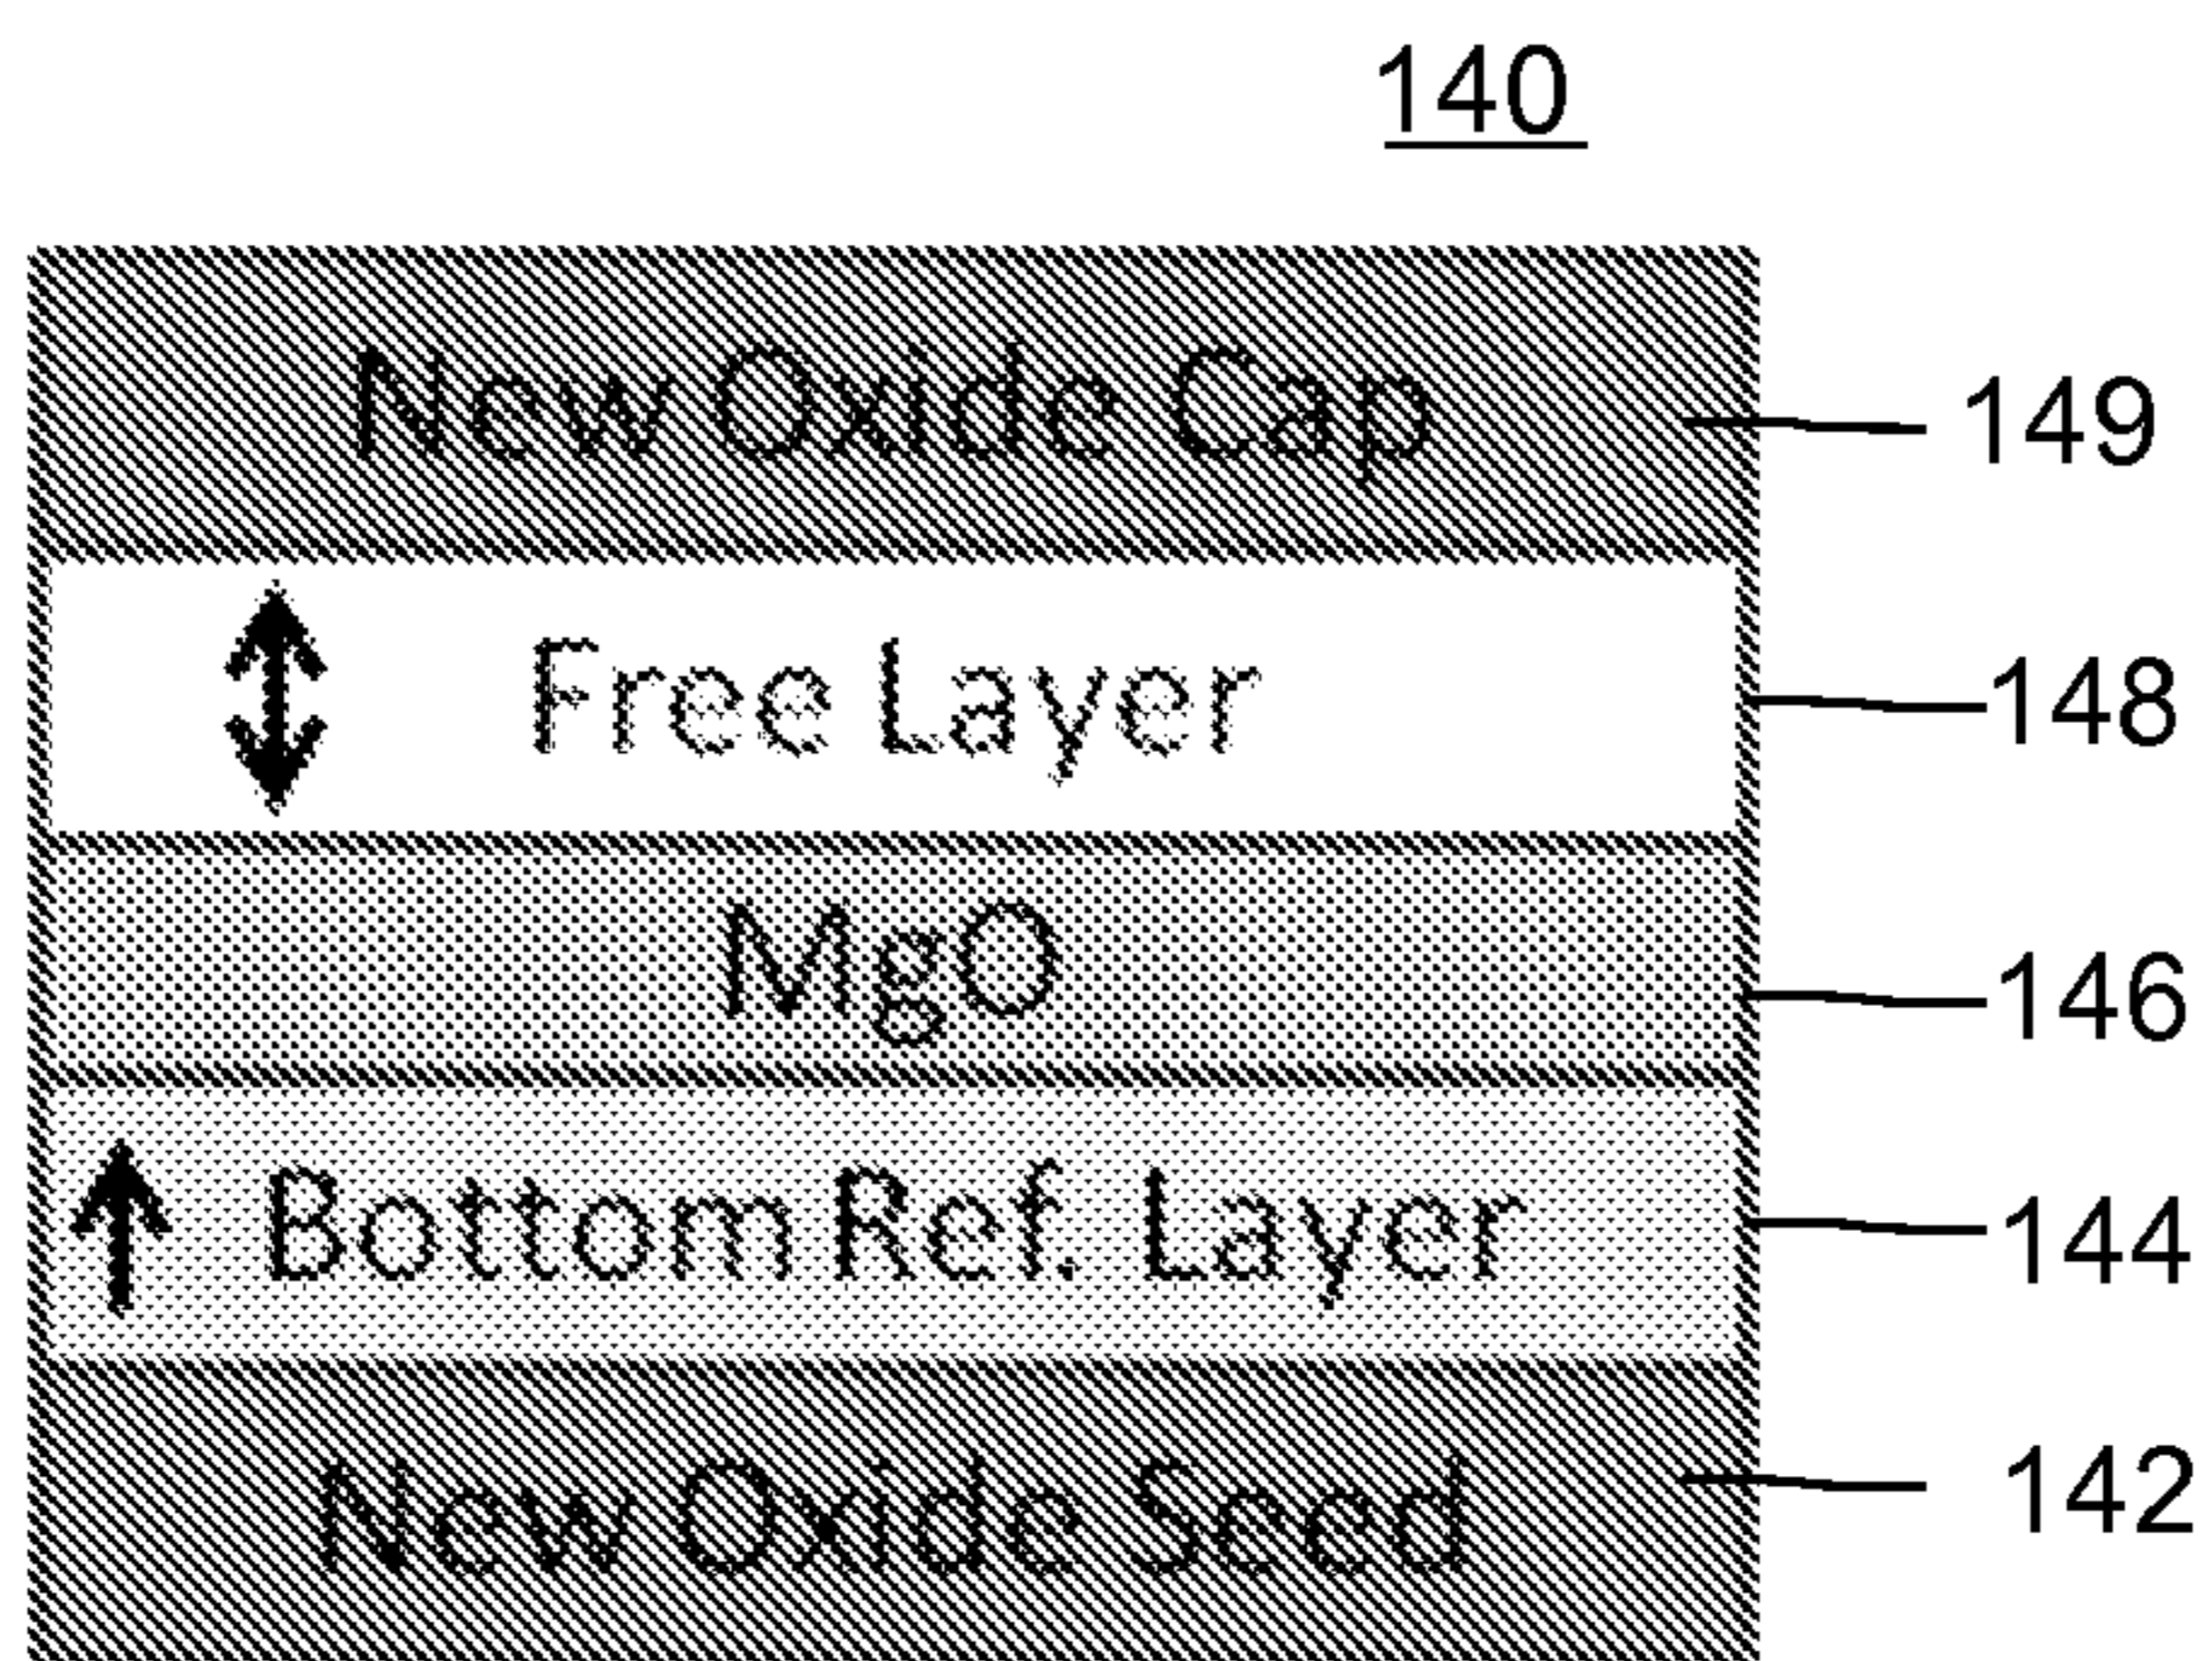 140
New Oxide Cap 149
Free Layer 148
MgO 146
Bottom Ref. Layer 144
New Oxide Seed 142